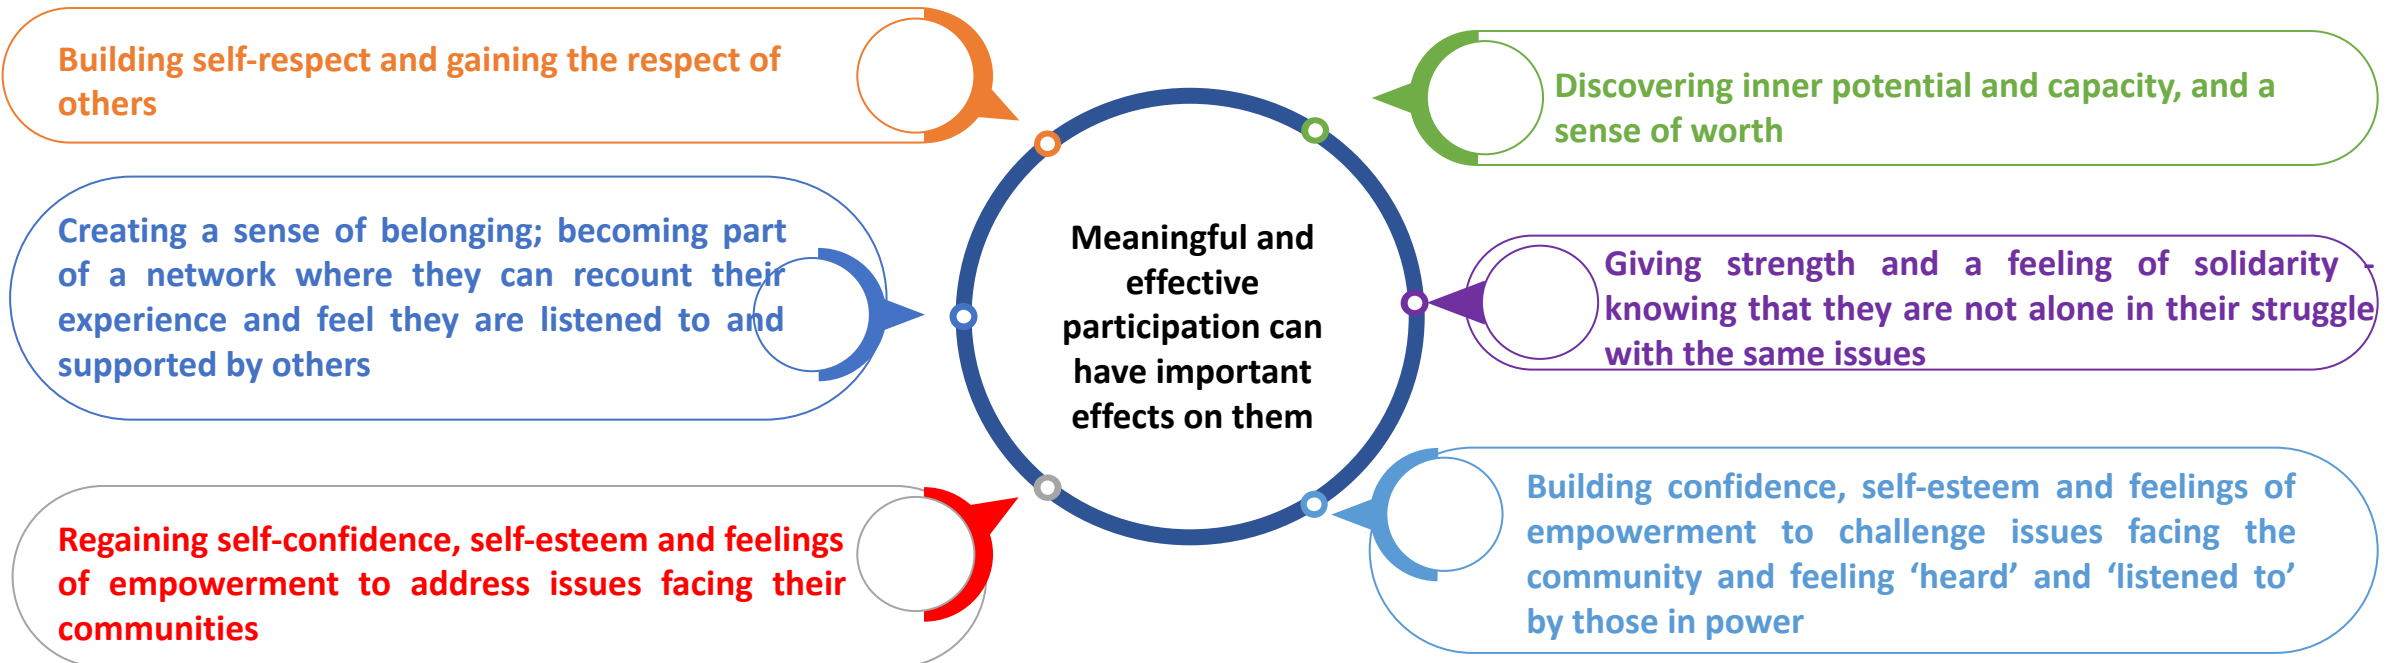 Building self-respect and gaining the respect of
others
Creating a sense of belonging; becoming part
of a network where they can recount their
experience and feel they are listened to and
supported by others
Regaining self-confidence, self-esteem and feelings
of empowerment to address issues facing their
communities
Meaningful and
effective
participation can
have important
effects on them
Discovering inner potential and capacity, and a
sense of worth
Giving strength and a feeling of solidarity -
knowing that they are not alone in their struggle
with the same issues
Building confidence, self-esteem and feelings of
empowerment to challenge issues facing the
community and feeling ‘heard’ and ‘listened to’
by those in power